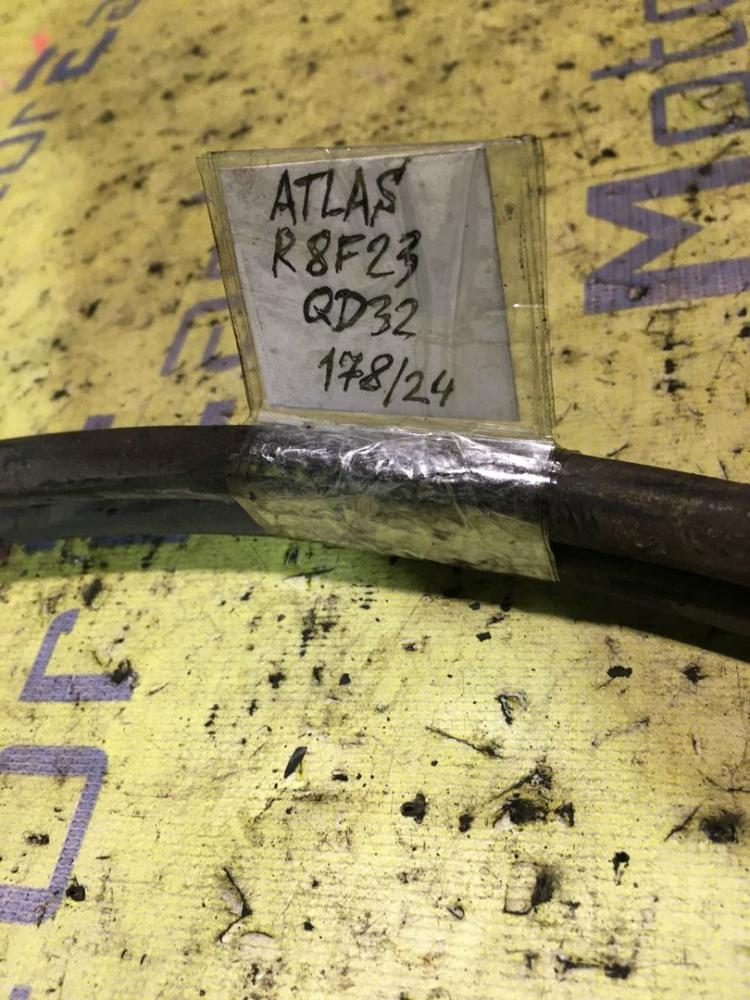 ATLAS
R8F23
QD32
178/24